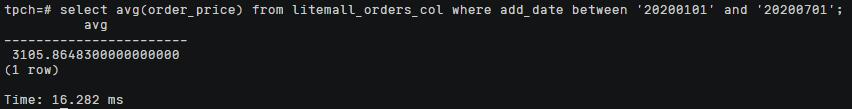 tpch=# select avg(order_price) from litemall_orders_col where add_date between '20200101' and '20200701';
avg
-----------------------
3105.8648300000000000
(1 row)
Time: 16.282 ms